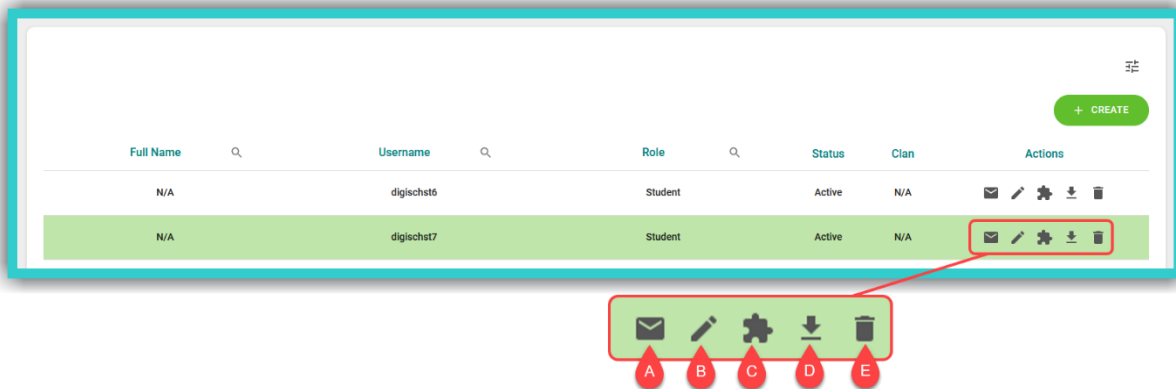 + CREATE
Full Name Username Role Status Clan Actions
N/A digischst6 Student Active N/A
N/A digischst7 Student Active N/A
A B C D E